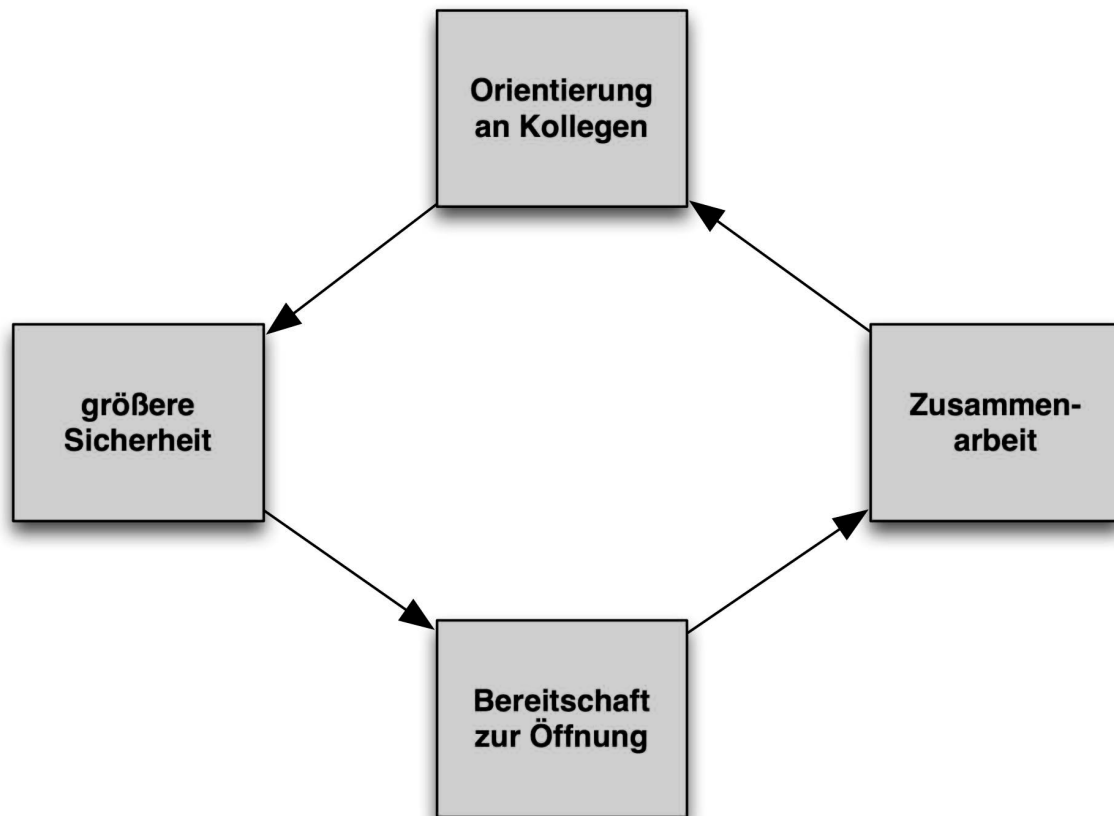 Orientierung
an Kollegen
größere
Sicherheit
Zusammen-
arbeit
Bereitschaft
zur Öffnung